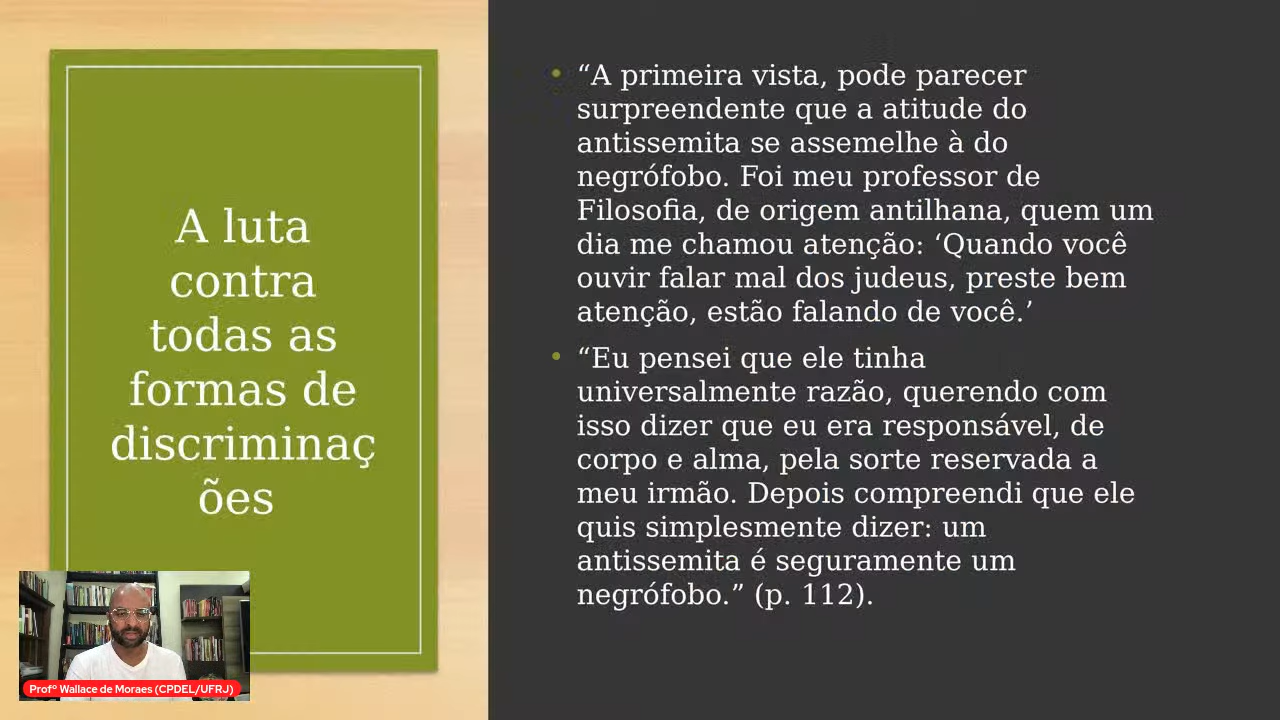 A luta
contra
todas as
formas de
discriminaç
ões
“A primeira vista, pode parecer
surpreendente que a atitude do
antissemita se assemelhe à do
negrófobo. Foi meu professor de
Filosofia, de origem antilhana, quem um
dia me chamou atenção: ‘Quando você
ouvir falar mal dos judeus, preste bem
atenção, estão falando de você.’
“Eu pensei que ele tinha
universalmente razão, querendo com
isso dizer que eu era responsável, de
corpo e alma, pela sorte reservada a
meu irmão. Depois compreendi que ele
quis simplesmente dizer: um
antissemita é seguramente um
negrófobo.” (p. 112).
Profº Wallace de Moraes (CPDEL/UFRJ)